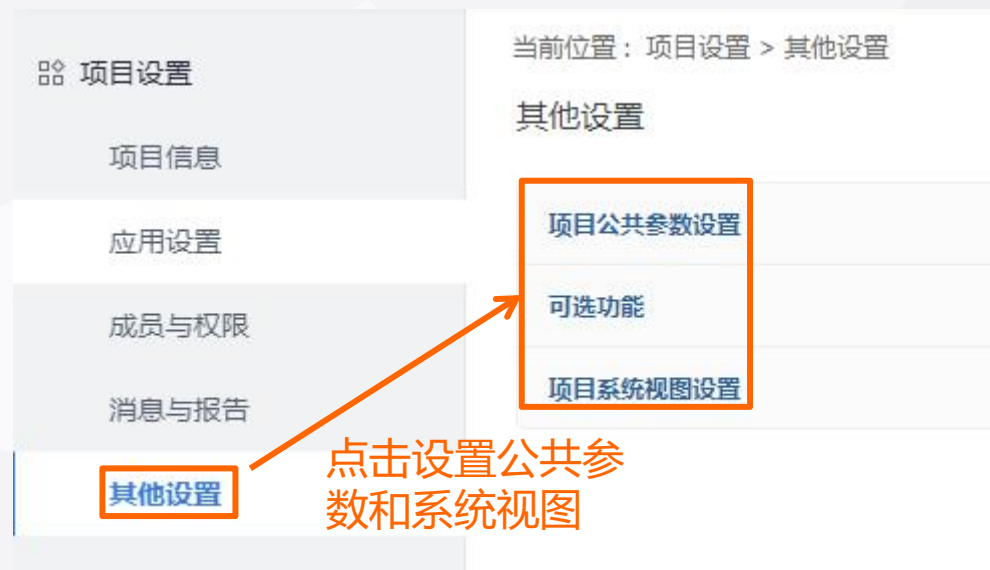 项目设置
项目信息
应用设置
成员与权限
消息与报告
其他设置
当前位置： 项目设置 > 其他设置
其他设置
项目公共参数设置
可选功能
项目系统视图设置
点击设置公共参
数和系统视图